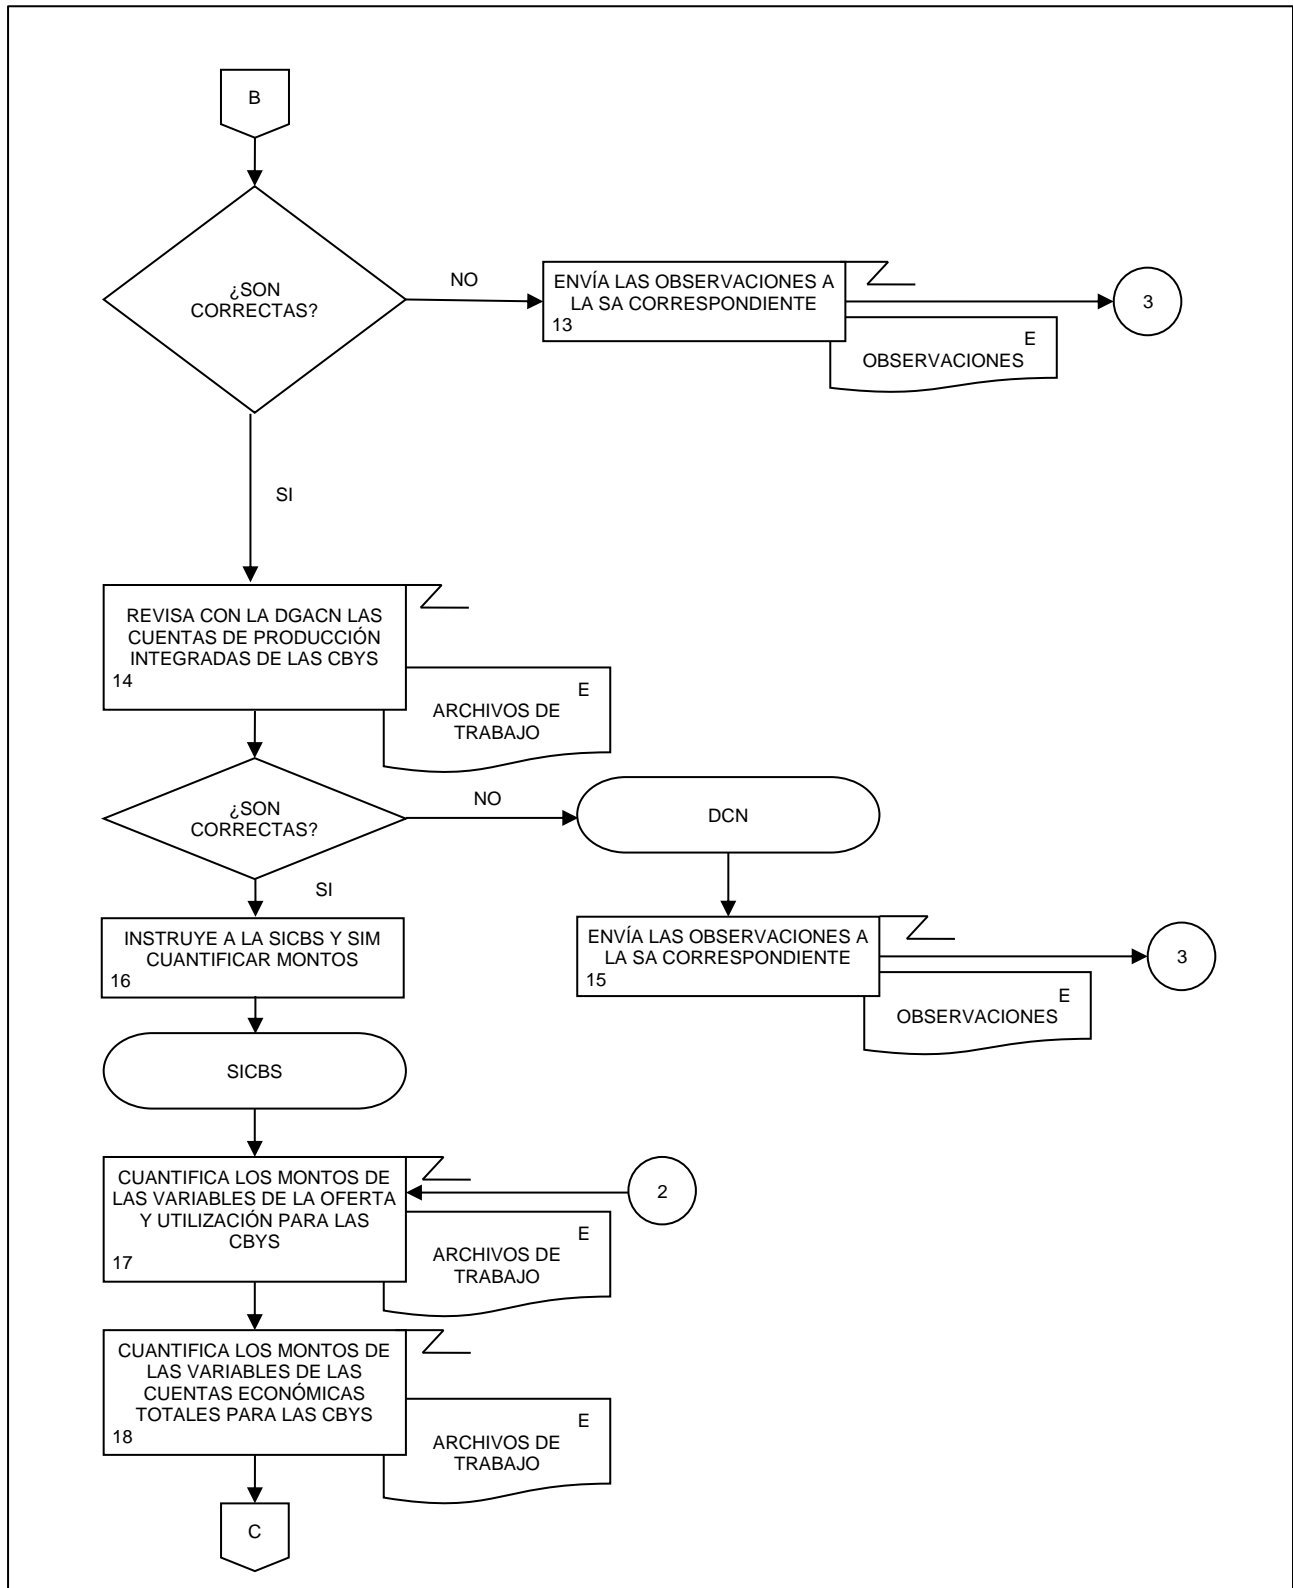 B
¿SON
CORRECTAS?
NO
ENVÍA LAS OBSERVACIONES A
LA SA CORRESPONDIENTE
13
E
OBSERVACIONES
3
SI
REVISA CON LA DGACN LAS
CUENTAS DE PRODUCCIÓN
INTEGRADAS DE LAS CBYS
14
E
ARCHIVOS DE
TRABAJO
¿SON
CORRECTAS?
NO
DCN
SI
ENVÍA LAS OBSERVACIONES A
LA SA CORRESPONDIENTE
15
E
OBSERVACIONES
3
INSTRUYE A LA SICBS Y SIM
CUANTIFICAR MONTOS
16
SICBS
CUANTIFICA LOS MONTOS DE
LAS VARIABLES DE LA OFERTA
Y UTILIZACIÓN PARA LAS
CBYS
17
2
E
ARCHIVOS DE
TRABAJO
CUANTIFICA LOS MONTOS DE
LAS VARIABLES DE LAS
CUENTAS ECONÓMICAS
TOTALES PARA LAS CBYS
18
E
ARCHIVOS DE
TRABAJO
C